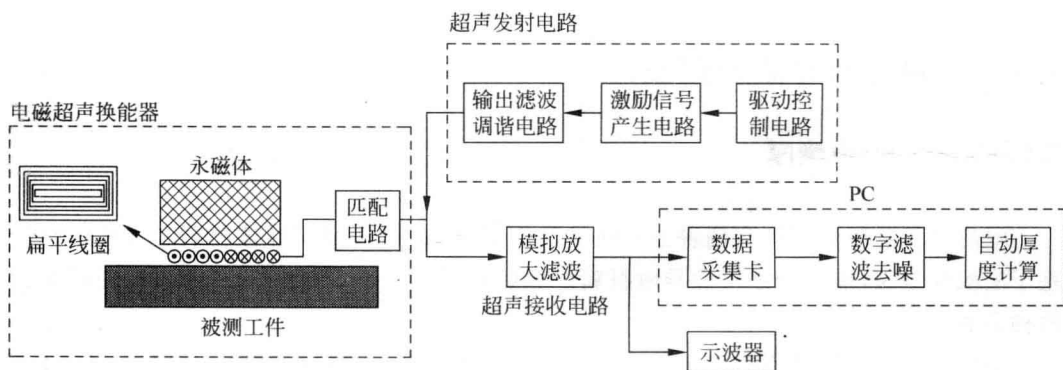 超声发射电路
输出滤波
调谐电路
激励信号
产生电路
驱动控
制电路
电磁超声换能器
永磁体
扁平线圈
匹配
电路
被测工件
模拟放
大滤波
超声接收电路
PC
数据
采集卡
数字滤
波去噪
自动厚
度计算
示波器